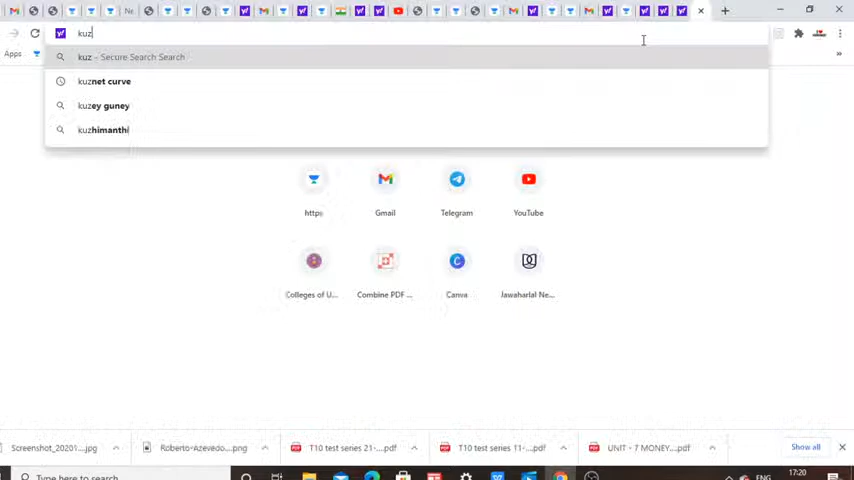 kuz
Apps
kuz – Secure Search Search
kuznet curve
kuzey guney
kuzhimanthi
http:
Gmail
Telegram
YouTube
Colleges of U...
Combine PDF ...
Canva
Jawaharlal Ne...
Screenshot_20201....jpg
Roberto-Azevedo....png
T10 test series 21-....pdf
T10 test series 11-....pdf
UNIT - 7 MONEY....pdf
Show all
Type here to search
ENG
17:20